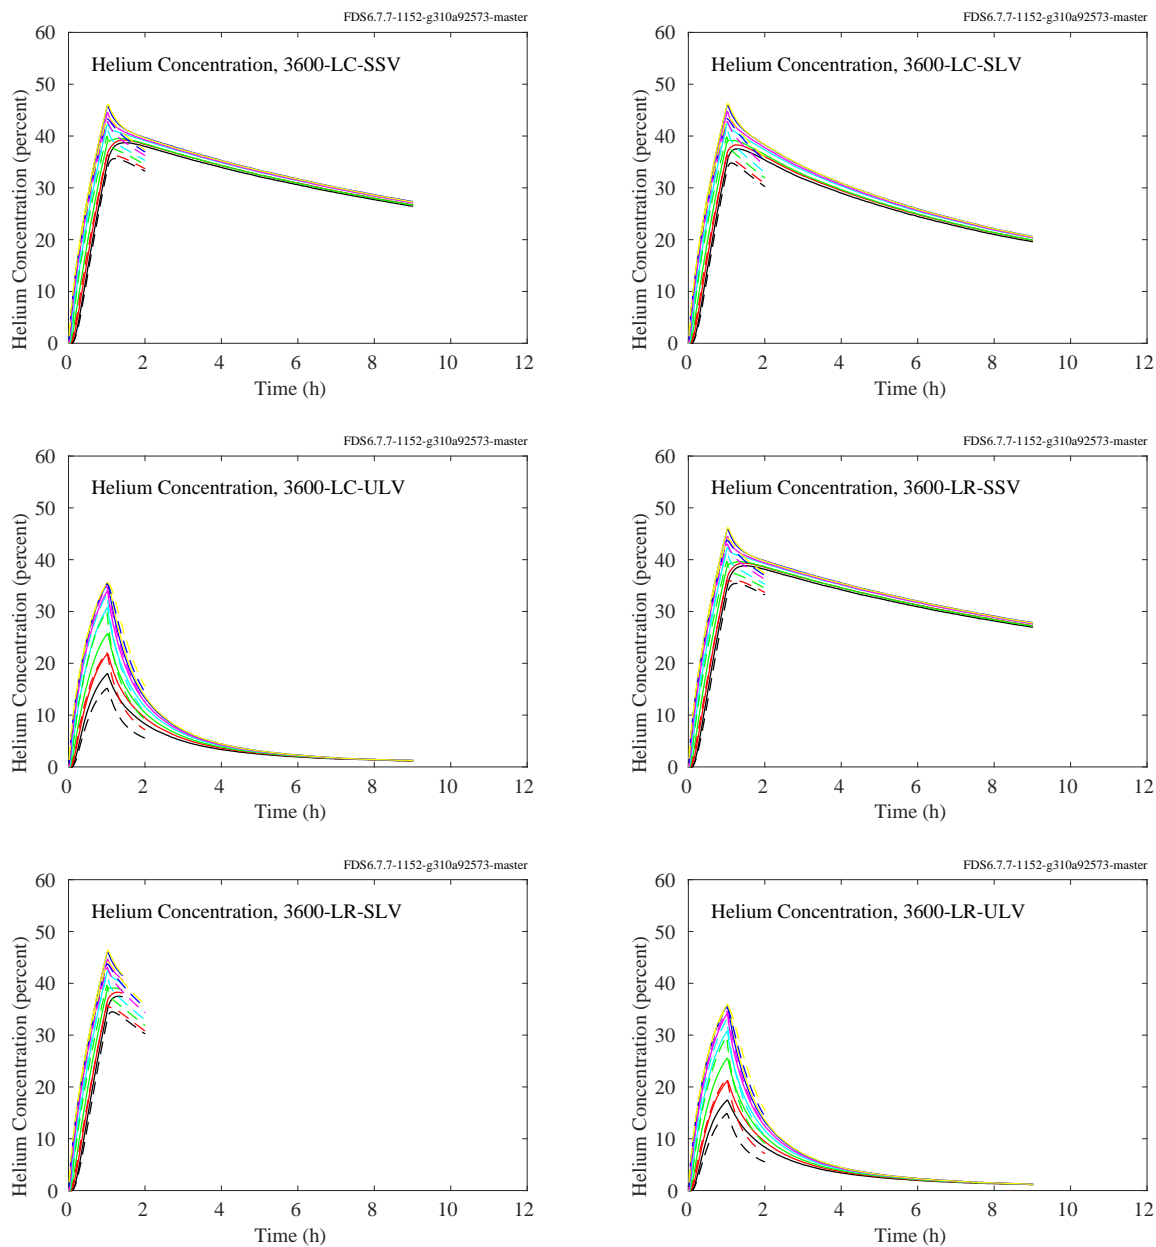 FDS6.7.7-1152-g310a92573-master
Helium Concentration, 3600-LC-SSV
Helium Concentration (percent)
60
50
40
30
20
10
0
0 2 4 6 8 10 12
Time (h)
FDS6.7.7-1152-g310a92573-master
Helium Concentration, 3600-LC-SLV
Helium Concentration (percent)
60
50
40
30
20
10
0
0 2 4 6 8 10 12
Time (h)
FDS6.7.7-1152-g310a92573-master
Helium Concentration, 3600-LC-ULV
Helium Concentration (percent)
60
50
40
30
20
10
0
0 2 4 6 8 10 12
Time (h)
FDS6.7.7-1152-g310a92573-master
Helium Concentration, 3600-LR-SSV
Helium Concentration (percent)
60
50
40
30
20
10
0
0 2 4 6 8 10 12
Time (h)
FDS6.7.7-1152-g310a92573-master
Helium Concentration, 3600-LR-SLV
Helium Concentration (percent)
60
50
40
30
20
10
0
0 2 4 6 8 10 12
Time (h)
FDS6.7.7-1152-g310a92573-master
Helium Concentration, 3600-LR-ULV
Helium Concentration (percent)
60
50
40
30
20
10
0
0 2 4 6 8 10 12
Time (h)